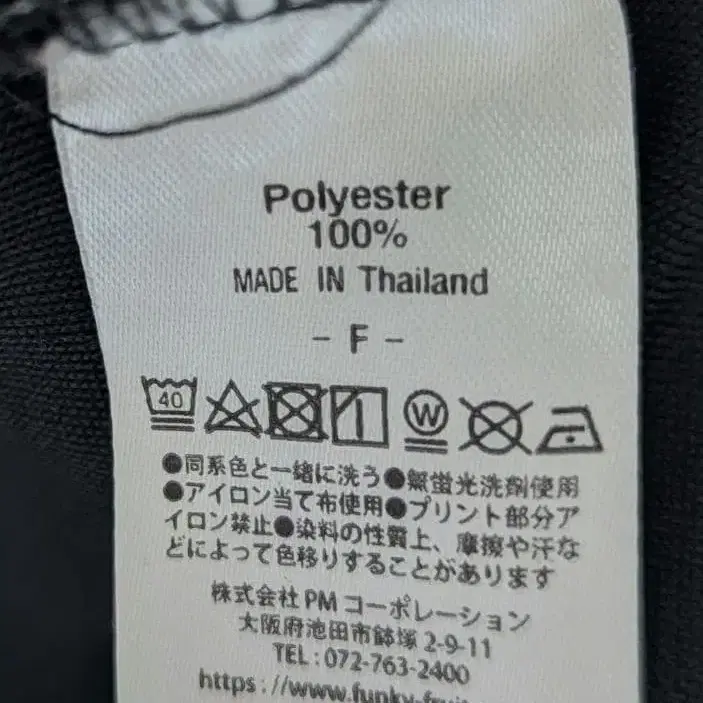 Polyester
100%
MADE IN Thailand
- F -
40 W
●同系色と一緒に洗う●無蛍光洗剤使用
●アイロン当て布使用●プリント部分ア
イロン禁止●染料の性質上、摩擦や汗な
どによって色移りすることがあります
株式会社PMコーポレーション
大阪府池田市鉢塚2-9-11
TEL:072-763-2400
https://www.funky-fruit